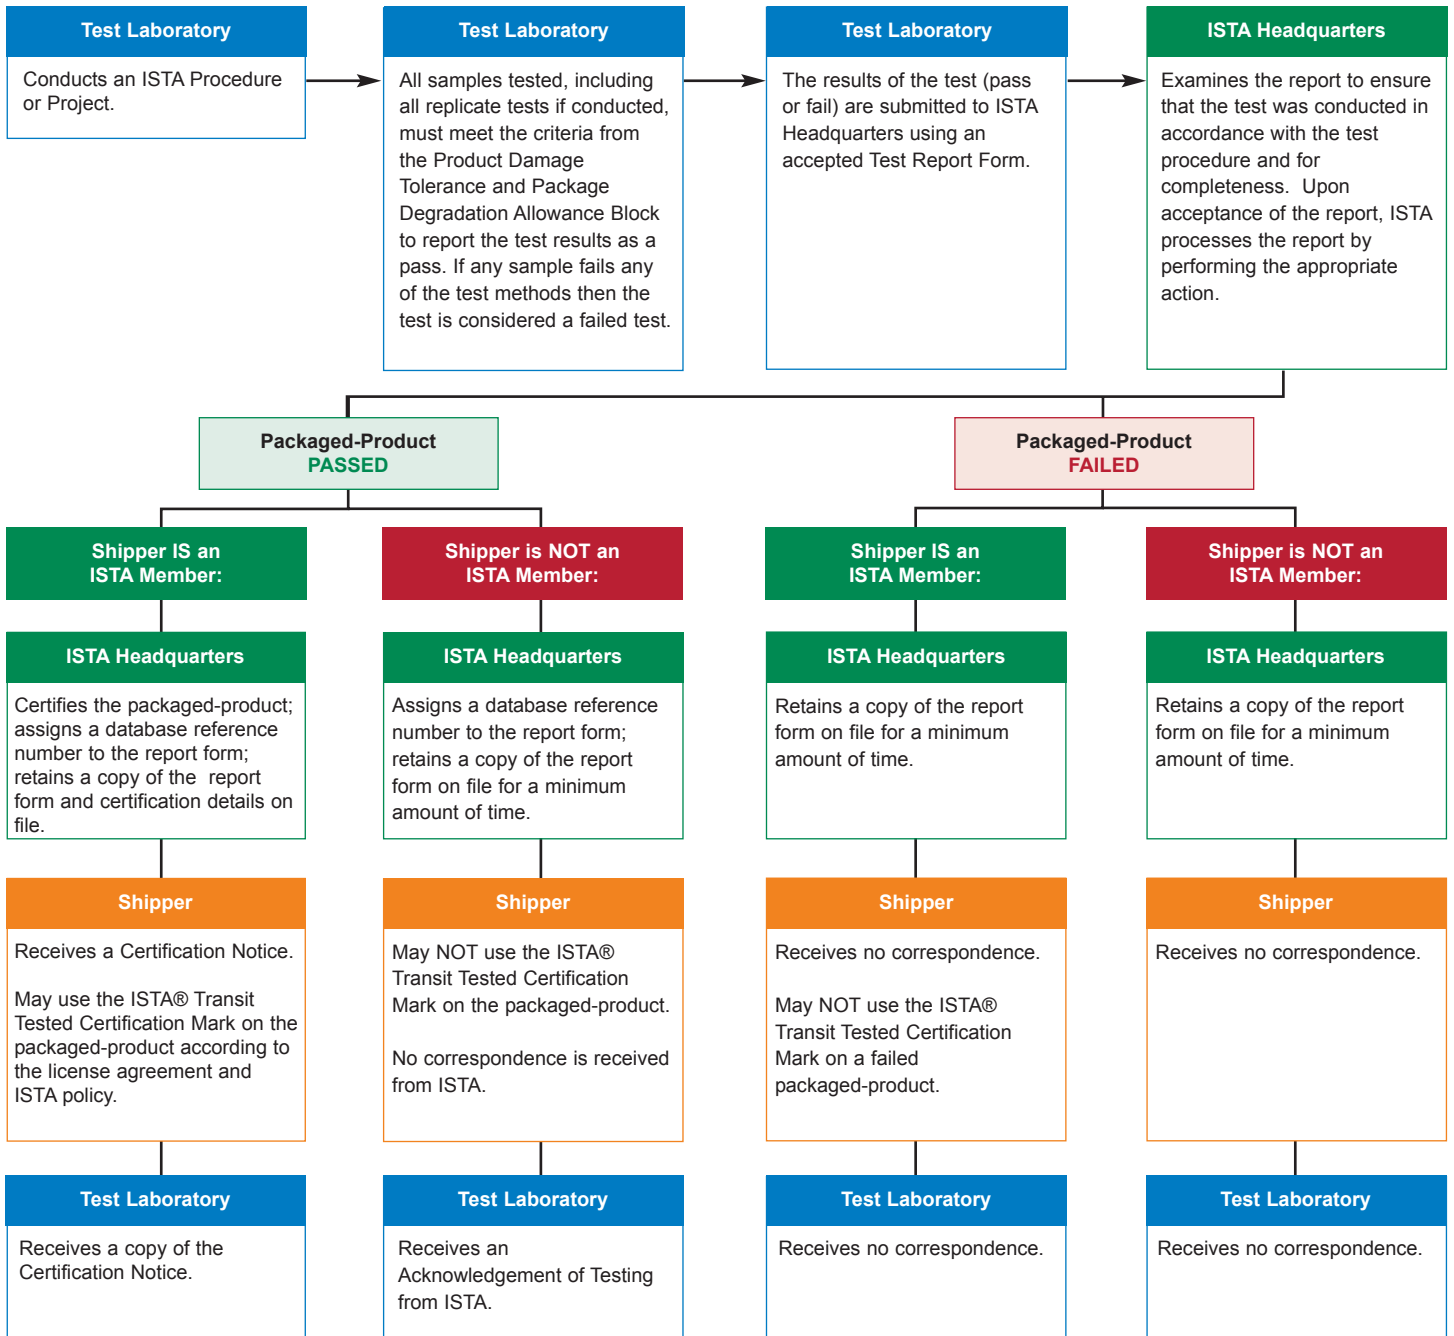 Test Laboratory
Conducts an ISTA Procedure
or Project.
Test Laboratory
All samples tested, including
all replicate tests if conducted,
must meet the criteria from
the Product Damage
Tolerance and Package
Degradation Allowance Block
to report the test results as a
pass. If any sample fails any
of the test methods then the
test is considered a failed test.
Test Laboratory
The results of the test (pass
or fail) are submitted to ISTA
Headquarters using an
accepted Test Report Form.
ISTA Headquarters
Examines the report to ensure
that the test was conducted in
accordance with the test
procedure and for
completeness. Upon
acceptance of the report, ISTA
processes the report by
performing the appropriate
action.
Packaged-Product
PASSED
Packaged-Product
FAILED
Shipper IS an
ISTA Member:
Shipper is NOT an
ISTA Member:
Shipper IS an
ISTA Member:
Shipper is NOT an
ISTA Member:
ISTA Headquarters
Certifies the packaged-product;
assigns a database reference
number to the report form;
retains a copy of the report
form and certification details on
file.
ISTA Headquarters
Assigns a database reference
number to the report form;
retains a copy of the report
form on file for a minimum
amount of time.
ISTA Headquarters
Retains a copy of the report
form on file for a minimum
amount of time.
ISTA Headquarters
Retains a copy of the report
form on file for a minimum
amount of time.
Shipper
Receives a Certification Notice.
May use the ISTA® Transit
Tested Certification Mark on the
packaged-product according to
the license agreement and
ISTA policy.
Shipper
May NOT use the ISTA®
Transit Tested Certification
Mark on the packaged-product.
No correspondence is received
from ISTA.
Shipper
Receives no correspondence.
May NOT use the ISTA®
Transit Tested Certification
Mark on a failed
packaged-product.
Shipper
Receives no correspondence.
Test Laboratory
Receives a copy of the
Certification Notice.
Test Laboratory
Receives an
Acknowledgement of Testing
from ISTA.
Test Laboratory
Receives no correspondence.
Test Laboratory
Receives no correspondence.